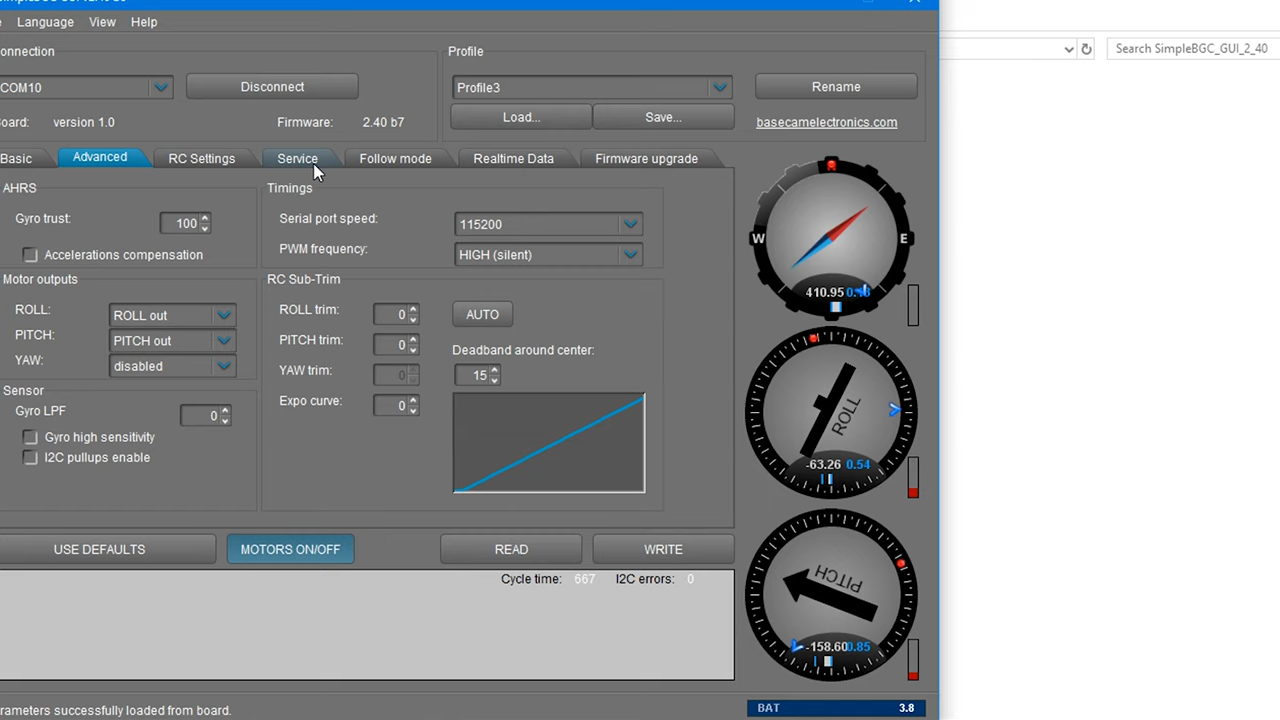 Language View Help
Search SimpleBGC_GUI_2_40
onnection
Profile
COM10
Disconnect
Profile3
Rename
oard: version 1.0 Firmware: 2.40 b7
Load...
Save...
basecamelectronics.com
Basic Advanced RC Settings Service Follow mode Realtime Data Firmware upgrade
AHRS
Gyro trust: 100
Accelerations compensation
Motor outputs
ROLL: ROLL out
PITCH: PITCH out
YAW: disabled
Sensor
Gyro LPF 0
Gyro high sensitivity
I2C pullups enable
Timings
Serial port speed: 115200
PWM frequency: HIGH (silent)
RC Sub-Trim
ROLL trim: 0
AUTO
PITCH trim: 0
Deadband around center:
YAW trim: 0
15
Expo curve: 0
W E
410.95
ROLL
-63.26 0.54
PITCH
-158.60 0.85
USE DEFAULTS
MOTORS ON/OFF
READ
WRITE
Cycle time: 667 I2C errors: 0
rameters successfully loaded from board.
BAT 3.8